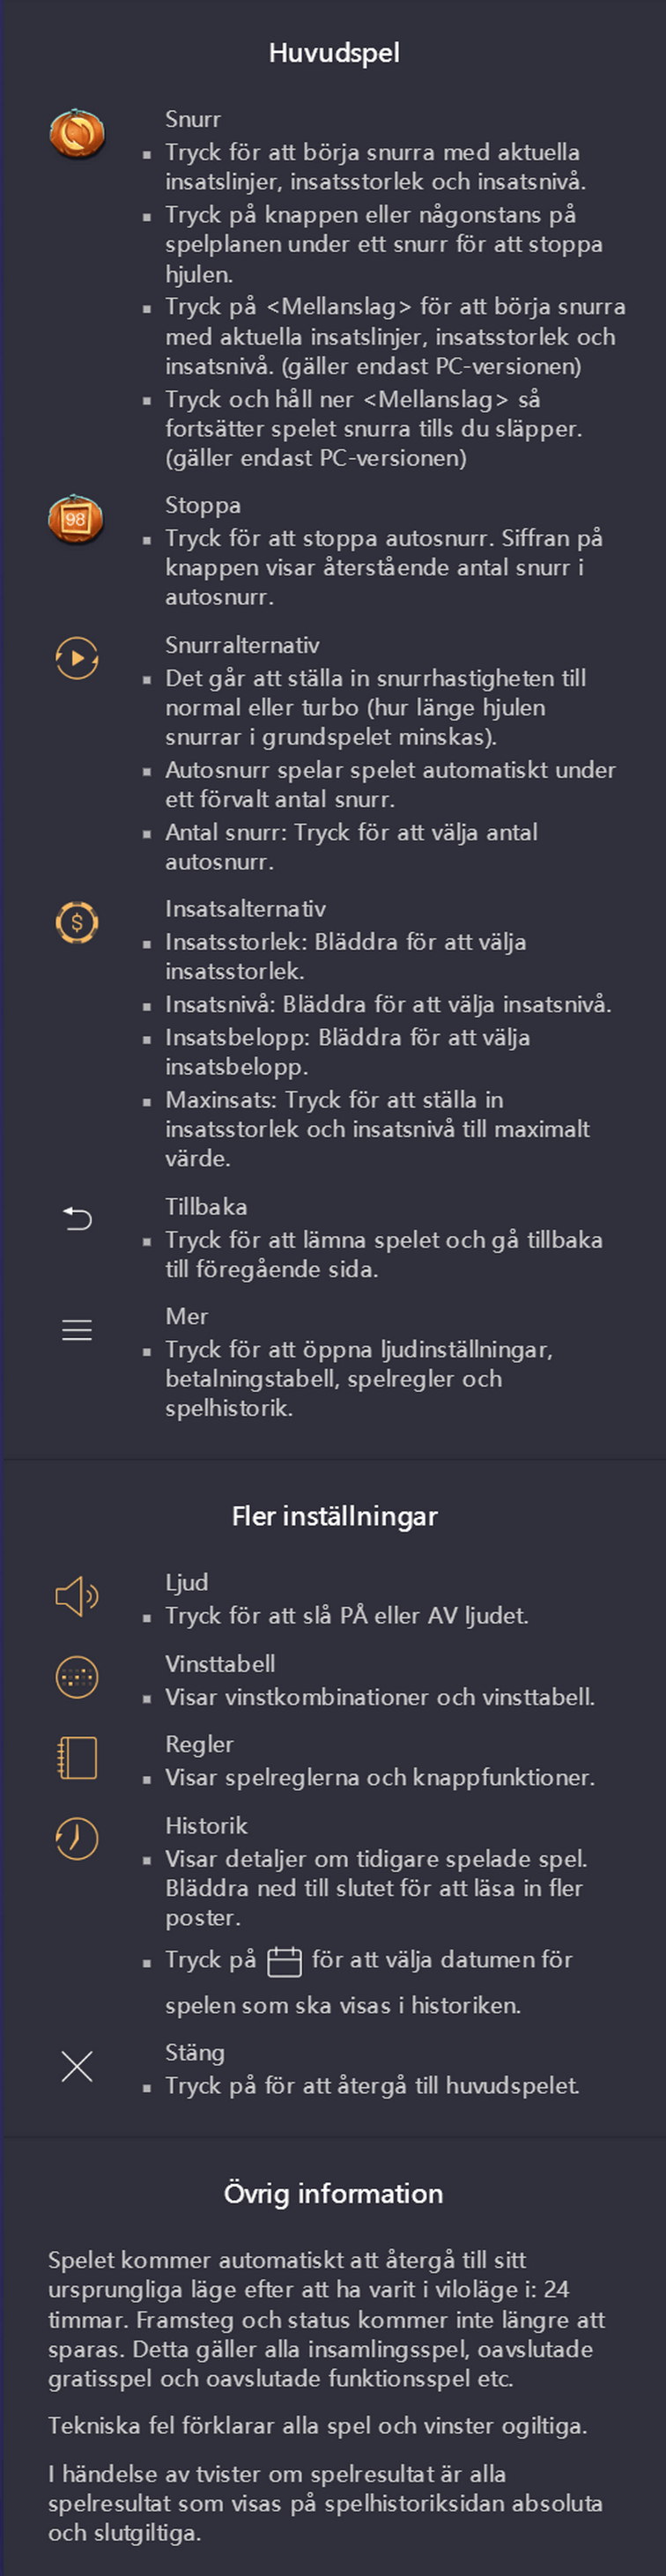 Huvudspel
Snurr
▪ Tryck för att börja snurra med aktuella
insatslinjer, insatsstorlek och insatsnivå.
▪ Tryck på knappen eller någonstans på
spelplanen under ett snurr för att stoppa
hjulen.
▪ Tryck på <Mellanslag> för att börja snurra
med aktuella insatslinjer, insatsstorlek och
insatsnivå. (gäller endast PC-versionen)
▪ Tryck och håll ner <Mellanslag> så
fortsätter spelet snurra tills du släpper.
(gäller endast PC-versionen)
98
Stoppa
▪ Tryck för att stoppa autosnurr. Siffran på
knappen visar återstående antal snurr i
autosnurr.
Snurralternativ
▪ Det går att ställa in snurrhastigheten till
normal eller turbo (hur länge hjulen
snurrar i grundspelet minskas).
▪ Autosnurr spelar spelet automatiskt under
ett förvalt antal snurr.
▪ Antal snurr: Tryck för att välja antal
autosnurr.
$
Insatsalternativ
▪ Insatsstorlek: Bläddra för att välja
insatsstorlek.
▪ Insatsnivå: Bläddra för att välja insatsnivå.
▪ Insatsbelopp: Bläddra för att välja
insatsbelopp.
▪ Maxinsats: Tryck för att ställa in
insatsstorlek och insatsnivå till maximalt
värde.
Tillbaka
▪ Tryck för att lämna spelet och gå tillbaka
till föregående sida.
Mer
▪ Tryck för att öppna ljudinställningar,
betalningstabell, spelregler och
spelhistorik.
Fler inställningar
Ljud
▪ Tryck för att slå PÅ eller AV ljudet.
Vinsttabell
▪ Visar vinstkombinationer och vinsttabell.
Regler
▪ Visar spelreglerna och knappfunktioner.
Historik
▪ Visar detaljer om tidigare spelade spel.
Bläddra ned till slutet för att läsa in fler
poster.
▪ Tryck på för att välja datumen för
spelen som ska visas i historiken.
Stäng
▪ Tryck på för att återgå till huvudspelet.
Övrig information
Spelet kommer automatiskt att återgå till sitt
ursprungliga läge efter att ha varit i viloläge i: 24
timmar. Framsteg och status kommer inte längre att
sparas. Detta gäller alla insamlingsspel, oavslutade
gratisspel och oavslutade funktionsspel etc.
Tekniska fel förklarar alla spel och vinster ogiltiga.
I händelse av tvister om spelresultat är alla
spelresultat som visas på spelhistoriksidan absoluta
och slutgiltiga.